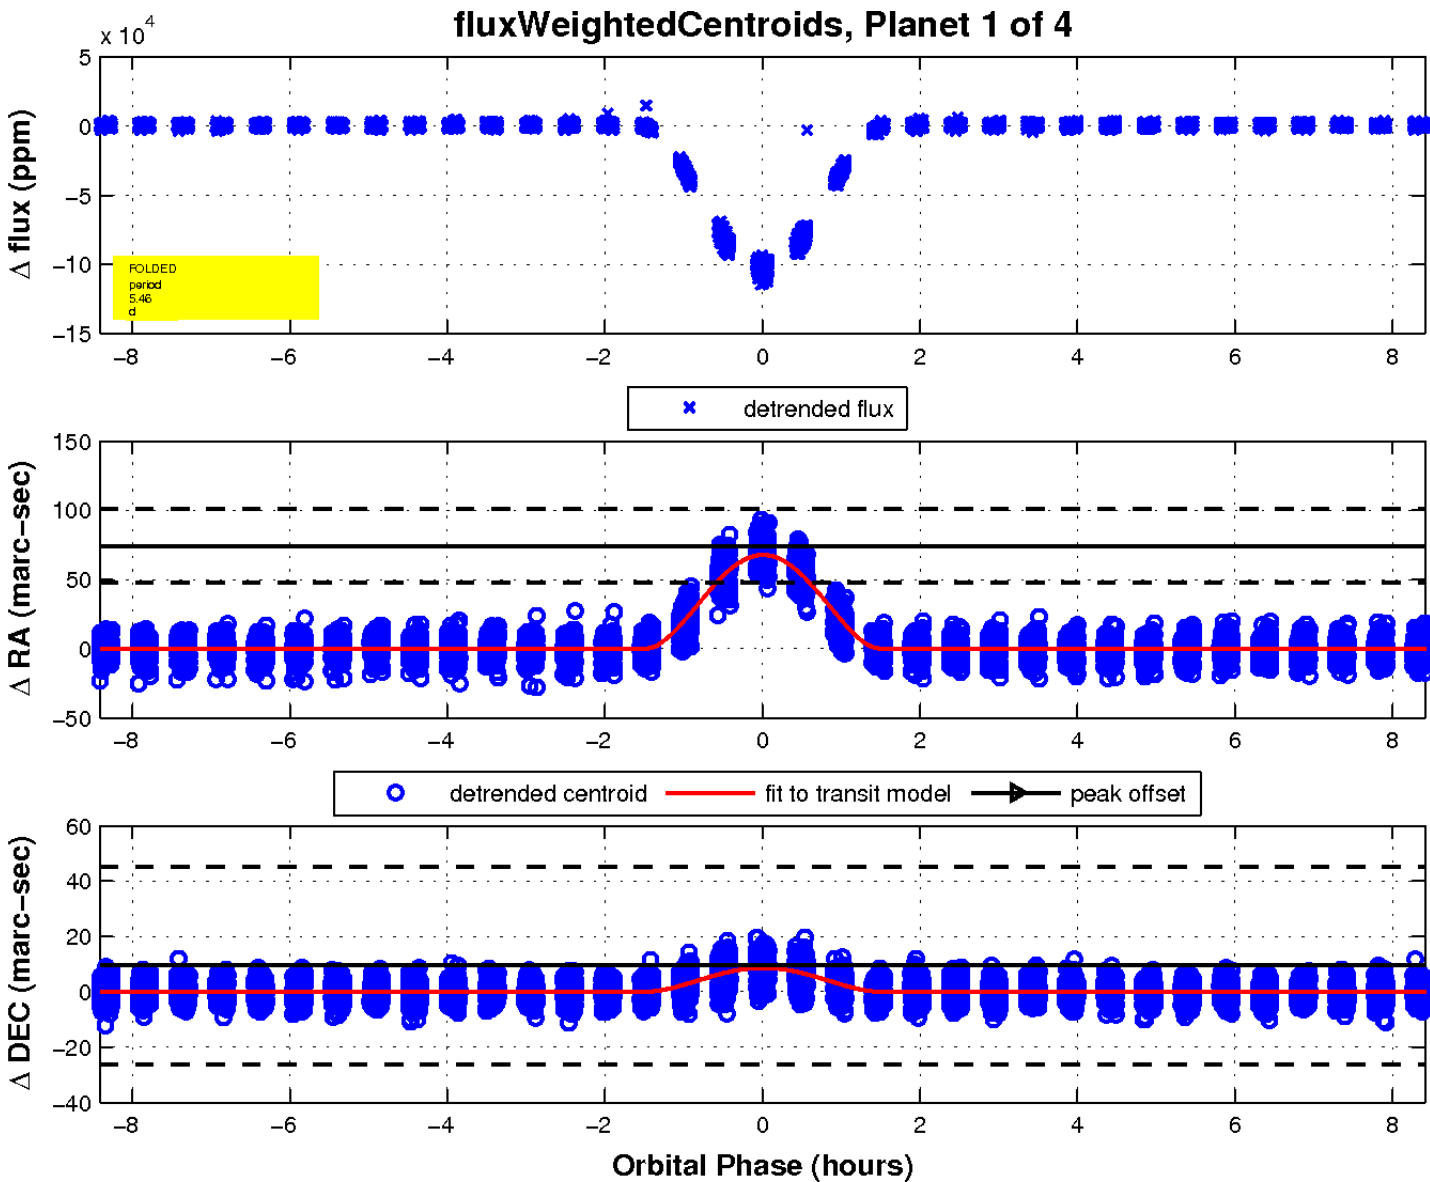 fluxWeightedCentroids, Planet 1 of 4
x 10^4
Δ flux (ppm)
5
0
−5
−10
−15
FOLDED
period
5.46
d
−8 −6 −4 −2 0 2 4 6 8
detrended flux
Δ RA (marc−sec)
150
100
50
0
−50
−8 −6 −4 −2 0 2 4 6 8
detrended centroid fit to transit model peak offset
Δ DEC (marc−sec)
60
40
20
0
−20
−40
−8 −6 −4 −2 0 2 4 6 8
Orbital Phase (hours)